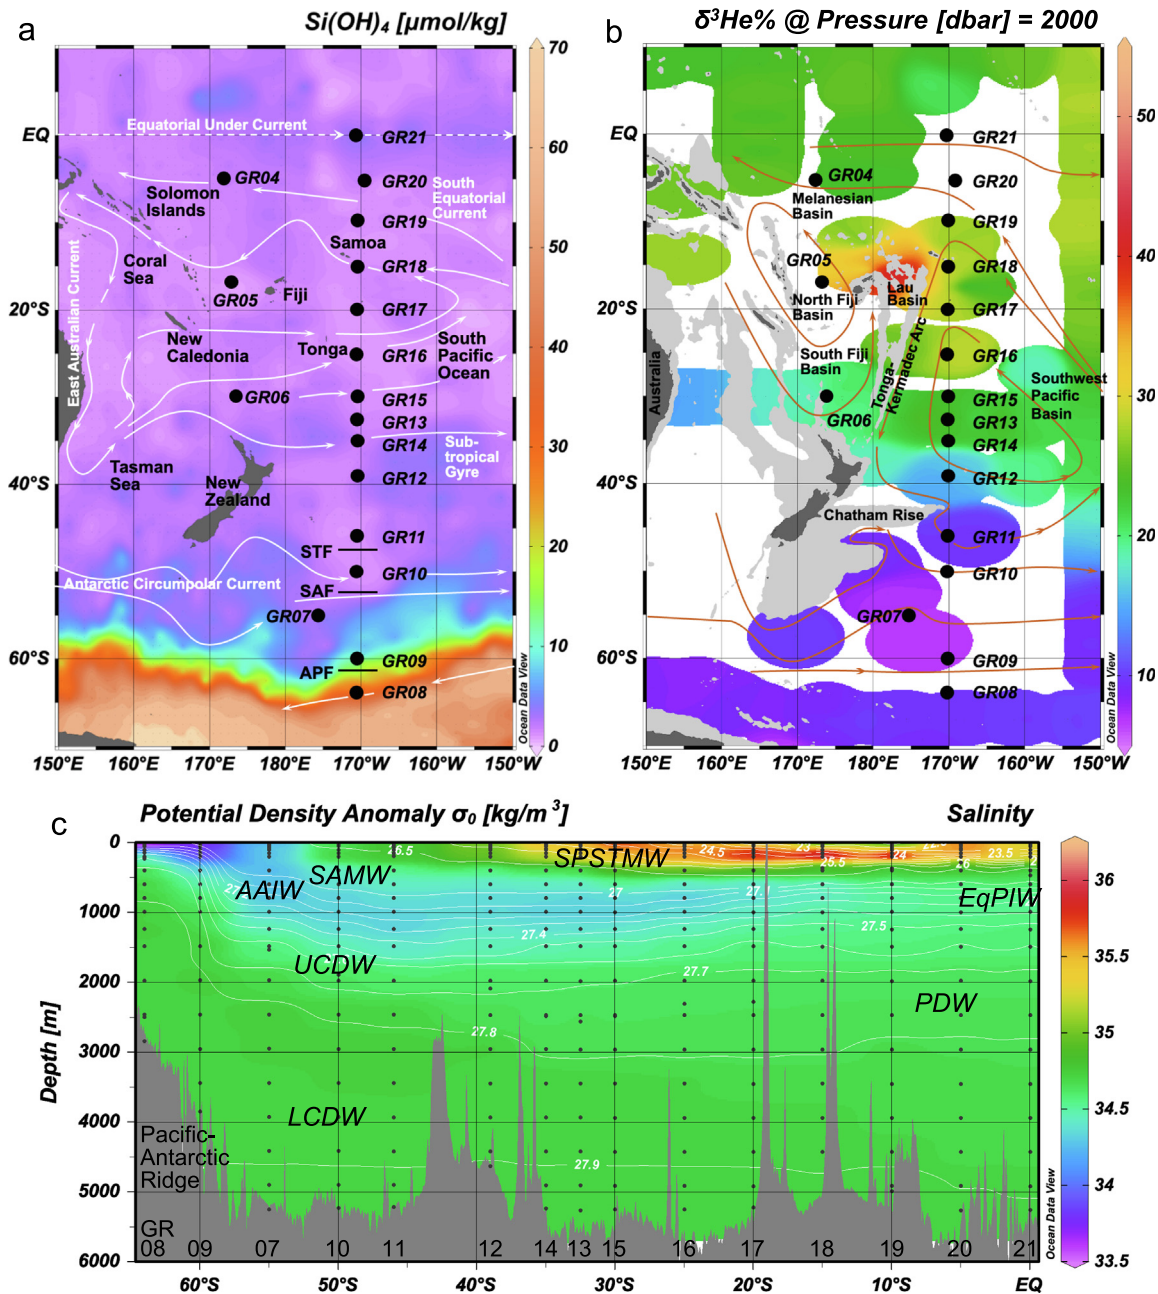 a
Si(OH)4 [µmol/kg]
70
60
50
40
30
20
10
0
EQ
20°S
40°S
60°S
150°E
160°E
170°E
180°E
170°W
160°W
150°W
Equatorial Under Current
GR21
GR04
GR20
Solomon
Islands
South
Equatorial
Current
GR19
Samoa
Coral
Sea
GR18
GR05
Fiji
GR17
East Australian Current
New
Caledonia
Tonga
GR16
South
Pacific
Ocean
GR06
GR15
GR13
GR14
Sub-
tropical
Gyre
Tasman
Sea
New
Zealand
GR12
GR11
STF
GR10
Antarctic Circumpolar Current
SAF
GR07
GR09
APF
GR08
Ocean Data View
b
δ³He% @ Pressure [dbar] = 2000
50
40
30
20
10
EQ
20°S
40°S
60°S
150°E
160°E
170°E
180°E
170°W
160°W
150°W
GR21
GR04
GR20
Melanesian
Basin
GR19
GR05
GR18
Lau
Basin
North Fiji
Basin
GR17
South Fiji
Basin
Tonga-
Kermadec Arc
GR16
Australia
Southwest
Pacific
Basin
GR06
GR15
GR13
GR14
GR12
Chatham Rise
GR11
GR10
GR07
GR09
GR08
Ocean Data View
c
Potential Density Anomaly σ0 [kg/m³]
Salinity
0
1000
2000
3000
4000
5000
6000
Depth [m]
26.5
SPSTMW
24.5
23
25.5
24
26
23.5
SAMW
AAIW
27
27.1
EqPIW
27.4
27.5
UCDW
27.7
PDW
27.8
LCDW
27.9
Pacific-
Antarctic
Ridge
GR
08
09
07
10
11
12
14
13
15
16
17
18
19
20
21
60°S
50°S
40°S
30°S
20°S
10°S
EQ
36
35.5
35
34.5
34
33.5
Ocean Data View